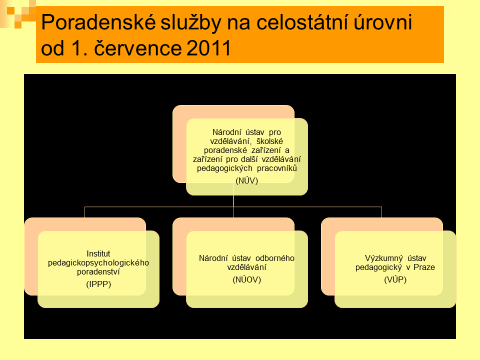 Poradenské služby na celostátní úrovni
od 1. července 2011
Národní ústav pro
vzdělávání, školské
poradenské zařízení a
zařízení pro další vzdělávání
pedagogických pracovníků
(NÚV)
Institut
pedagickopsychologického
poradenství
(IPPP)
Národní ústav odborného
vzdělávání
(NÚOV)
Výzkumný ústav
pedagogický v Praze
(VÚP)